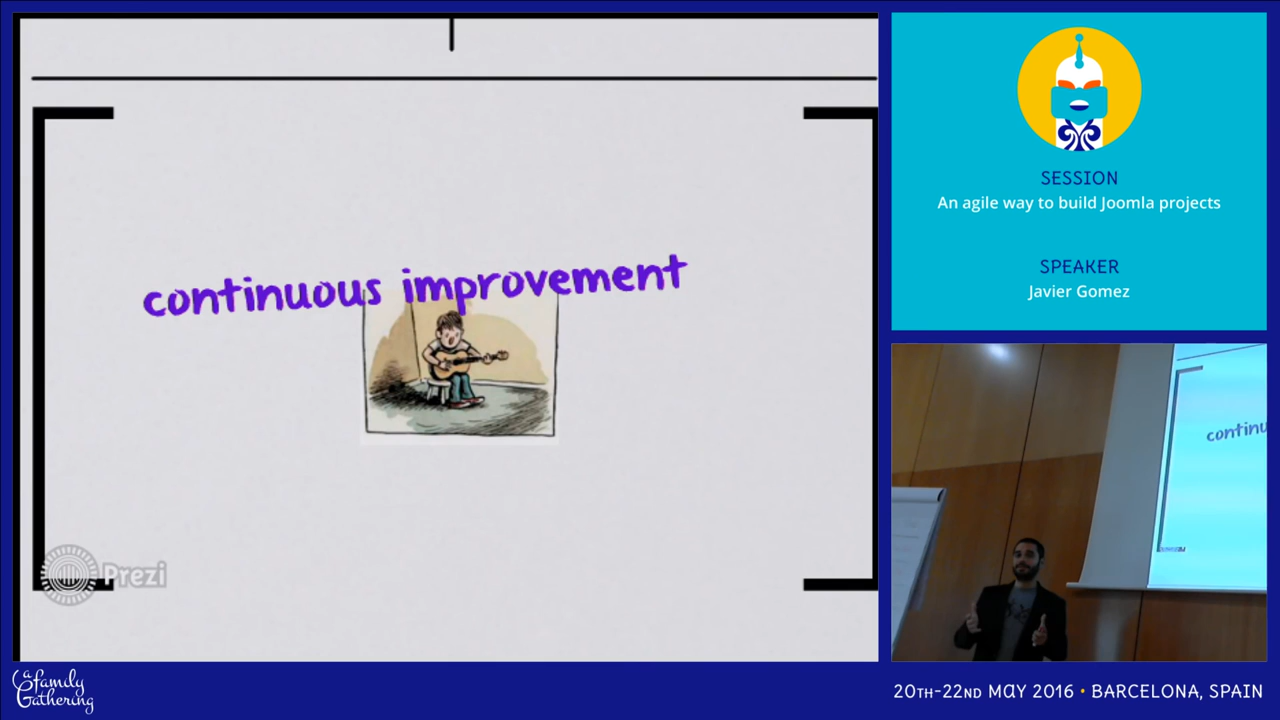 continuous improvement
Prezi
SESSION
An agile way to build Joomla projects
SPEAKER
Javier Gomez
continu
a family
Gathering
20TH-22ND MAY 2016 • BARCELONA, SPAIN